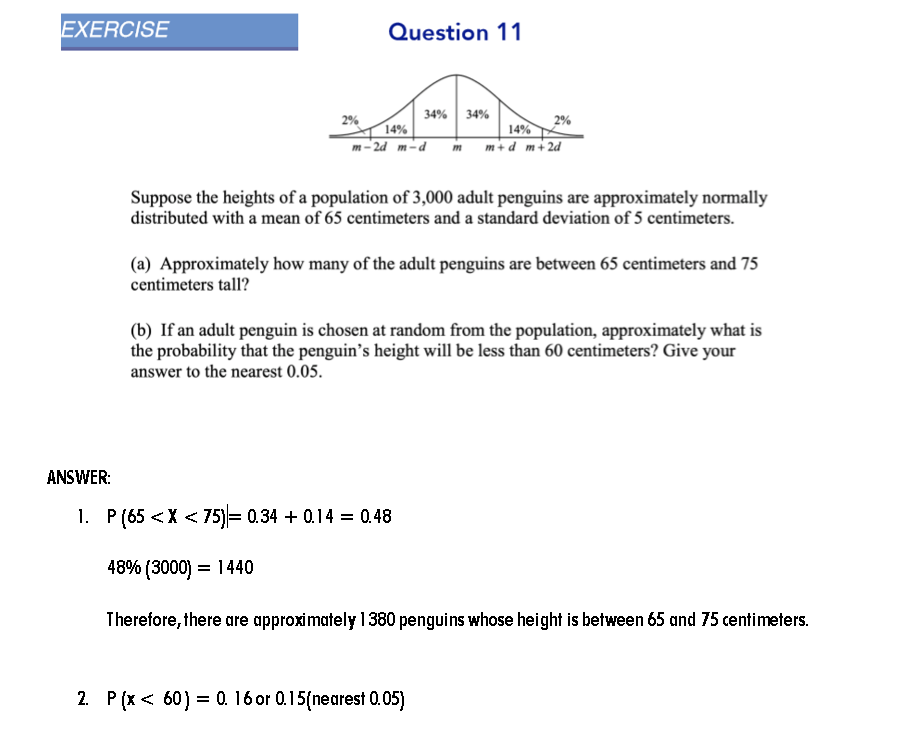 EXERCISE
Question 11
2% 34% 34% 2%
14% 14%
m – 2d m – d m m + d m + 2d
Suppose the heights of a population of 3,000 adult penguins are approximately normally
distributed with a mean of 65 centimeters and a standard deviation of 5 centimeters.
(a) Approximately how many of the adult penguins are between 65 centimeters and 75
centimeters tall?
(b) If an adult penguin is chosen at random from the population, approximately what is
the probability that the penguin’s height will be less than 60 centimeters? Give your
answer to the nearest 0.05.
ANSWER:
1. P (65 < X < 75)= 0.34 + 0.14 = 0.48
48% (3000) = 1440
Therefore, there are approximately 1380 penguins whose height is between 65 and 75 centimeters.
2. P (x < 60) = 0. 16 or 0.15(nearest 0.05)